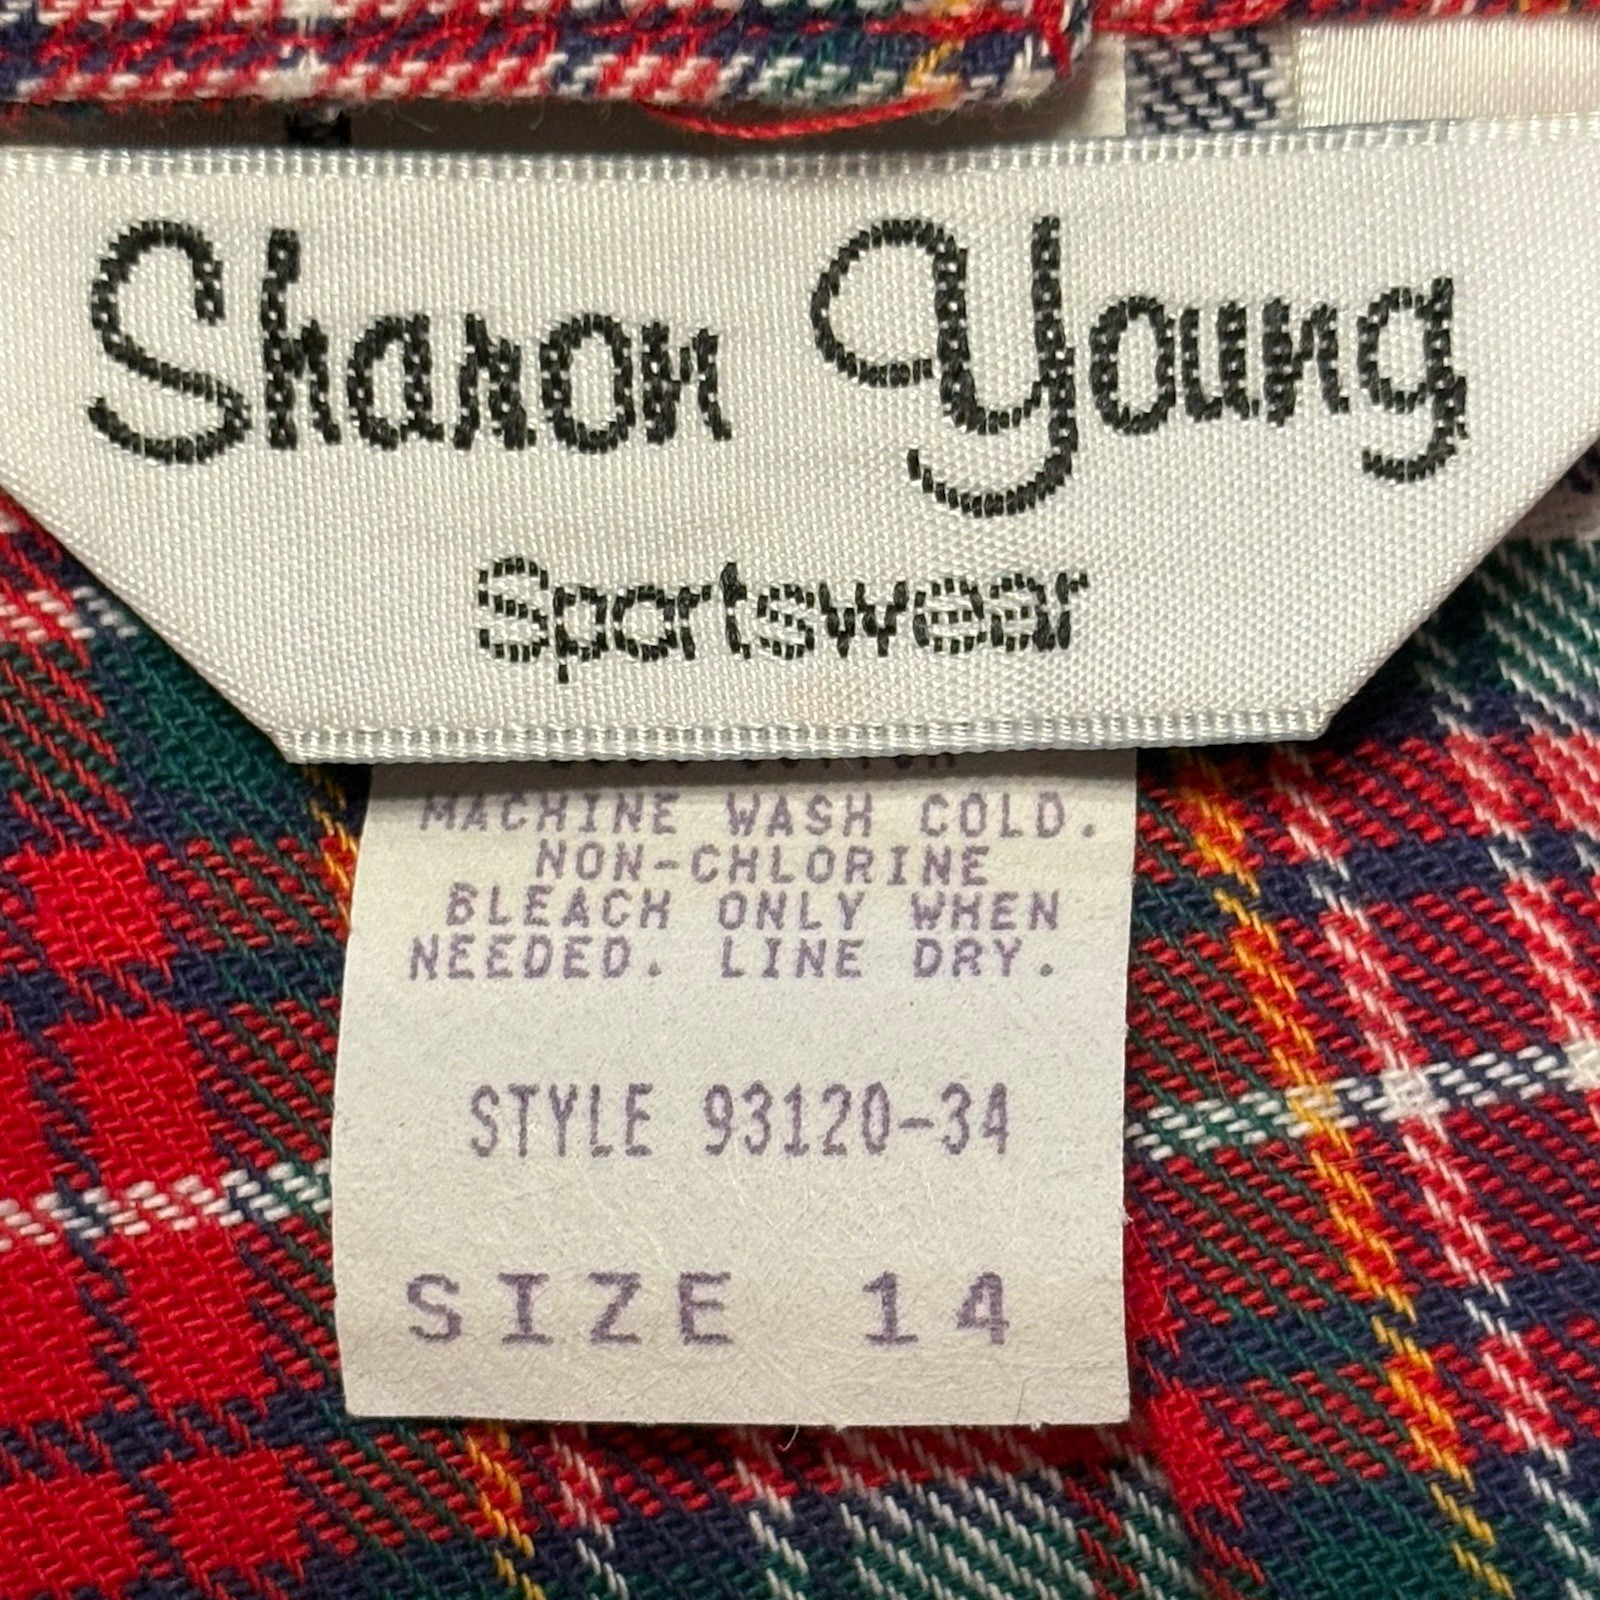 Sharon Young
Sportswear
MACHINE WASH COLD.
NON-CHLORINE
BLEACH ONLY WHEN
NEEDED. LINE DRY.
STYLE 93120-34
SIZE 14